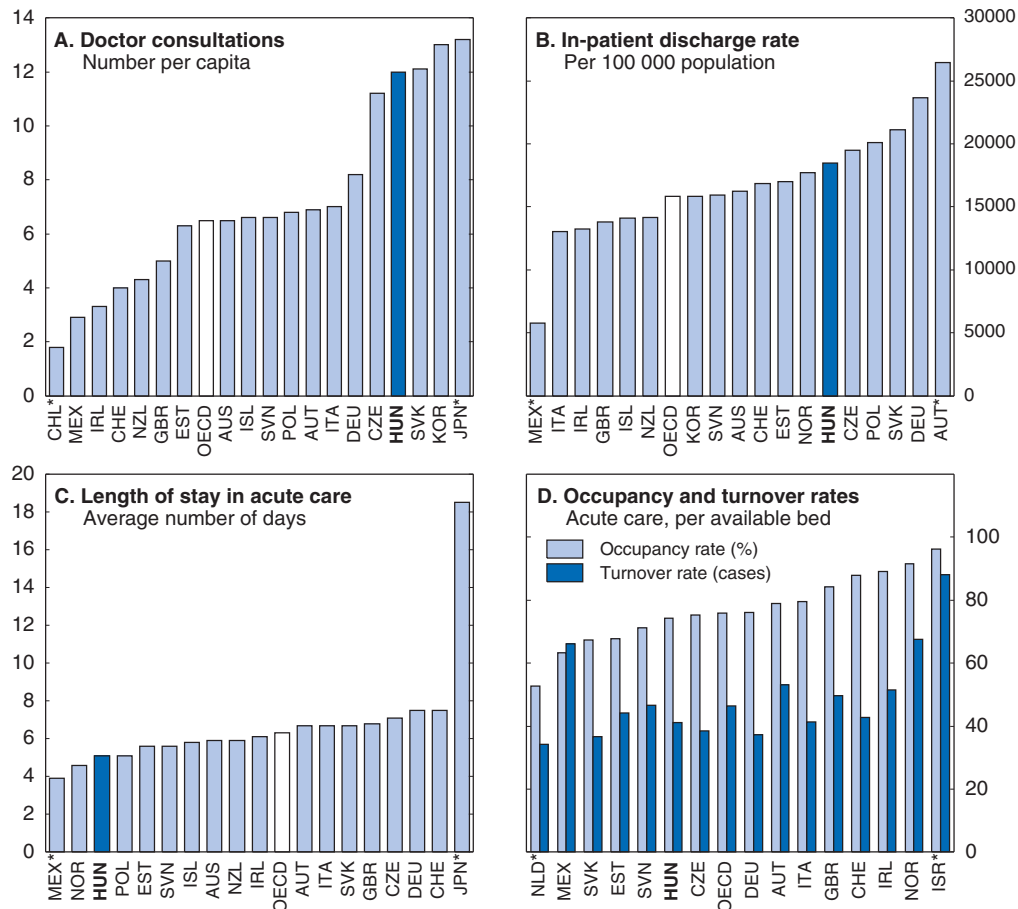 A. Doctor consultations
Number per capita
14
12
10
8
6
4
2
0
CHL*
MEX
IRL
CHE
NZL
GBR
EST
OECD
AUS
ISL
SVN
POL
AUT
ITA
DEU
CZE
HUN
SVK
KOR
JPN*
B. In-patient discharge rate
Per 100 000 population
30000
25000
20000
15000
10000
5000
0
MEX*
ITA
IRL
GBR
ISL
NZL
OECD
KOR
SVN
AUS
CHE
EST
NOR
HUN
CZE
POL
SVK
DEU
AUT*
C. Length of stay in acute care
Average number of days
20
18
16
14
12
10
8
6
4
2
0
MEX*
NOR
HUN
POL
EST
SVN
ISL
AUS
NZL
IRL
OECD
AUT
ITA
SVK
GBR
CZE
DEU
CHE
JPN*
D. Occupancy and turnover rates
Acute care, per available bed
Occupancy rate (%)
Turnover rate (cases)
100
80
60
40
20
0
NLD*
MEX
SVK
EST
SVN
HUN
CZE
OECD
DEU
AUT
ITA
GBR
CHE
IRL
NOR
ISR*